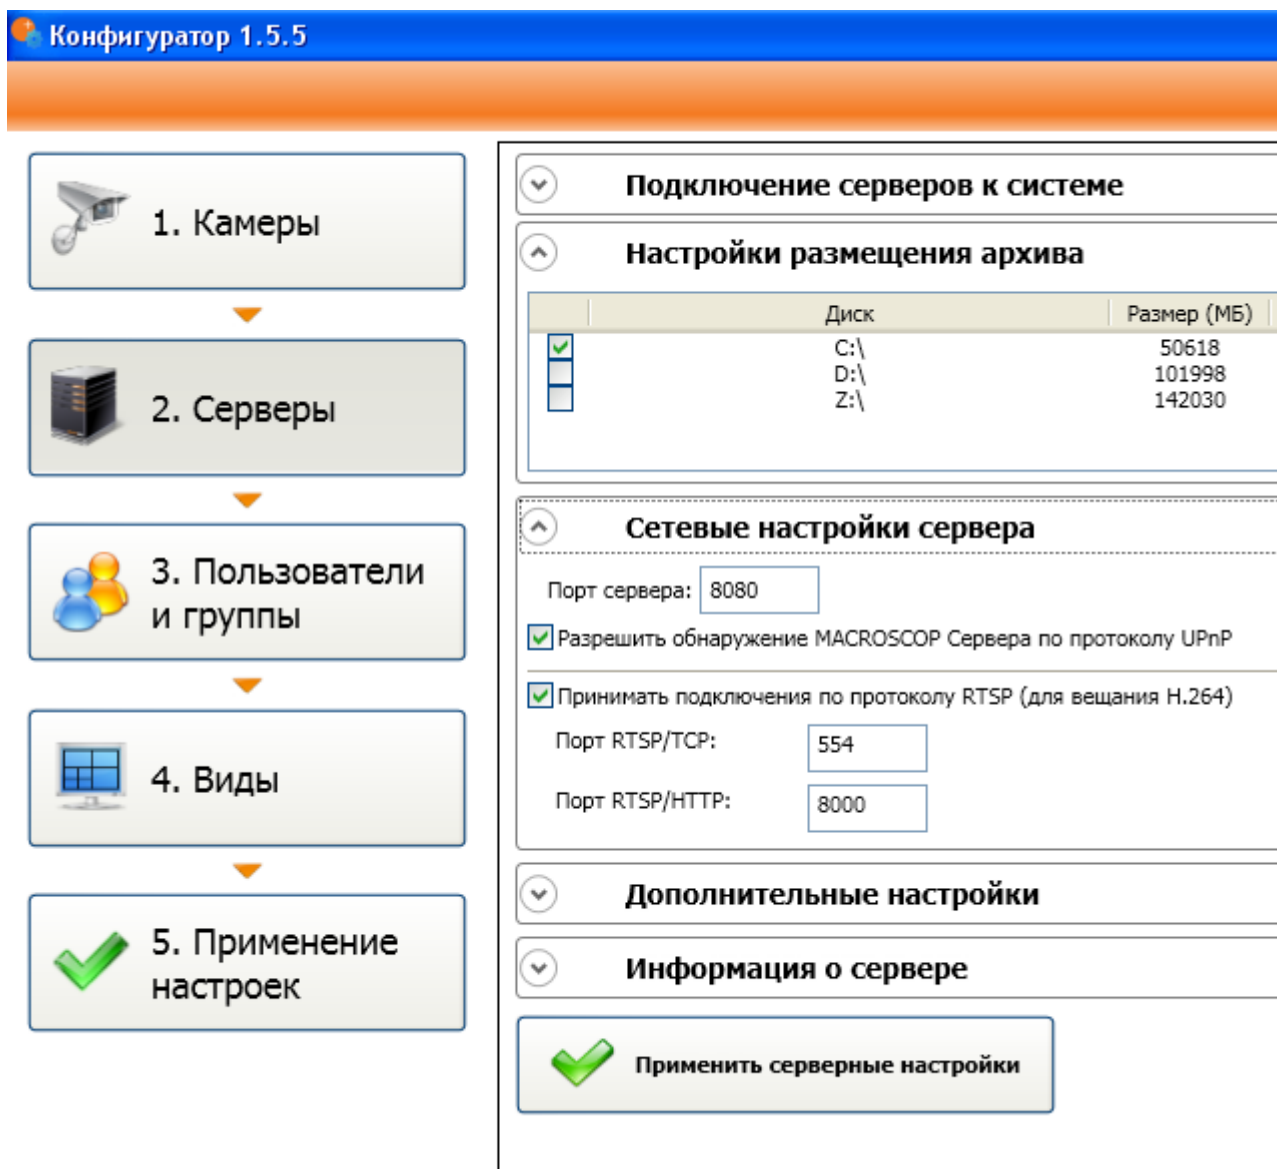 Конфигуратор 1.5.5
1. Камеры
2. Серверы
3. Пользователи
и группы
4. Виды
5. Применение
настроек
Подключение серверов к системе
Настройки размещения архива
Диск Размер (МБ)
C:\ 50618
D:\ 101998
Z:\ 142030
Сетевые настройки сервера
Порт сервера: 8080
Разрешить обнаружение MACROSCOP Сервера по протоколу UPnP
Принимать подключения по протоколу RTSP (для вещания H.264)
Порт RTSP/TCP: 554
Порт RTSP/HTTP: 8000
Дополнительные настройки
Информация о сервере
Применить серверные настройки